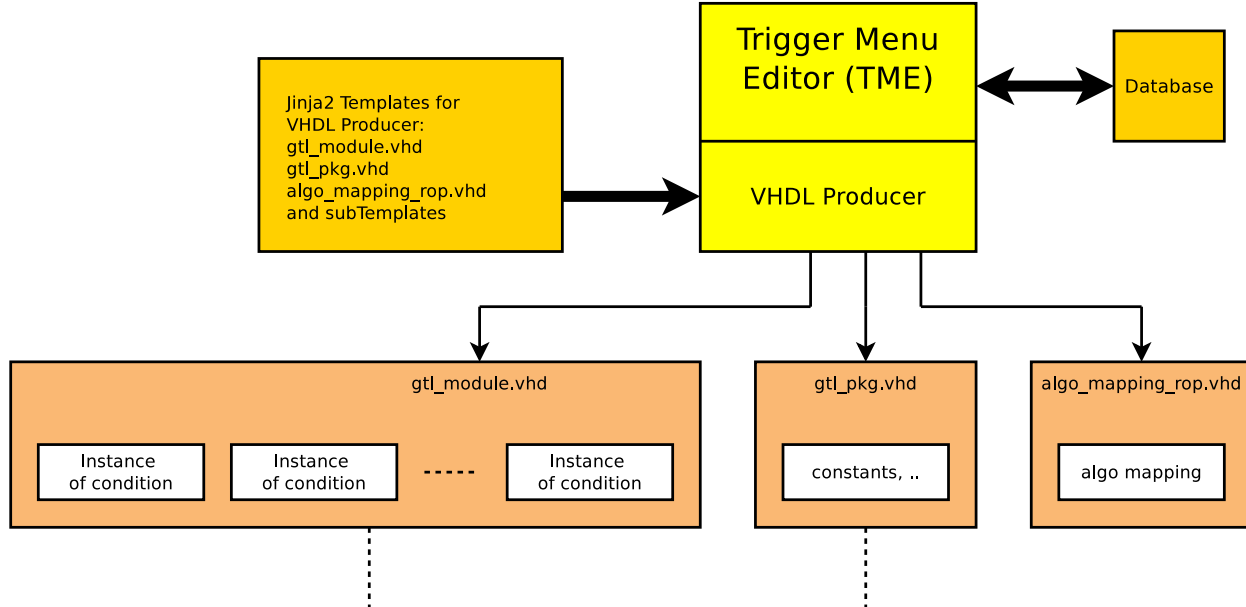 Trigger Menu
Editor (TME)
Database
Jinja2 Templates for
VHDL Producer:
gtl_module.vhd
gtl_pkg.vhd
algo_mapping_rop.vhd
and subTemplates
VHDL Producer
gtl_module.vhd
Instance
of condition
Instance
of condition
Instance
of condition
gtl_pkg.vhd
constants, ..
algo_mapping_rop.vhd
algo mapping